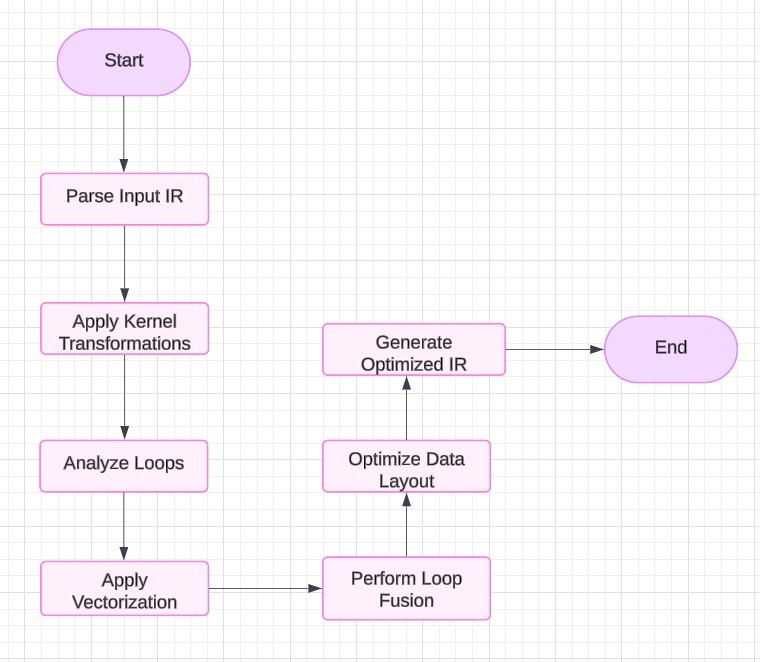 Start
Parse Input IR
Apply Kernel
Transformations
Analyze Loops
Apply
Vectorization
Perform Loop
Fusion
Optimize Data
Layout
Generate
Optimized IR
End